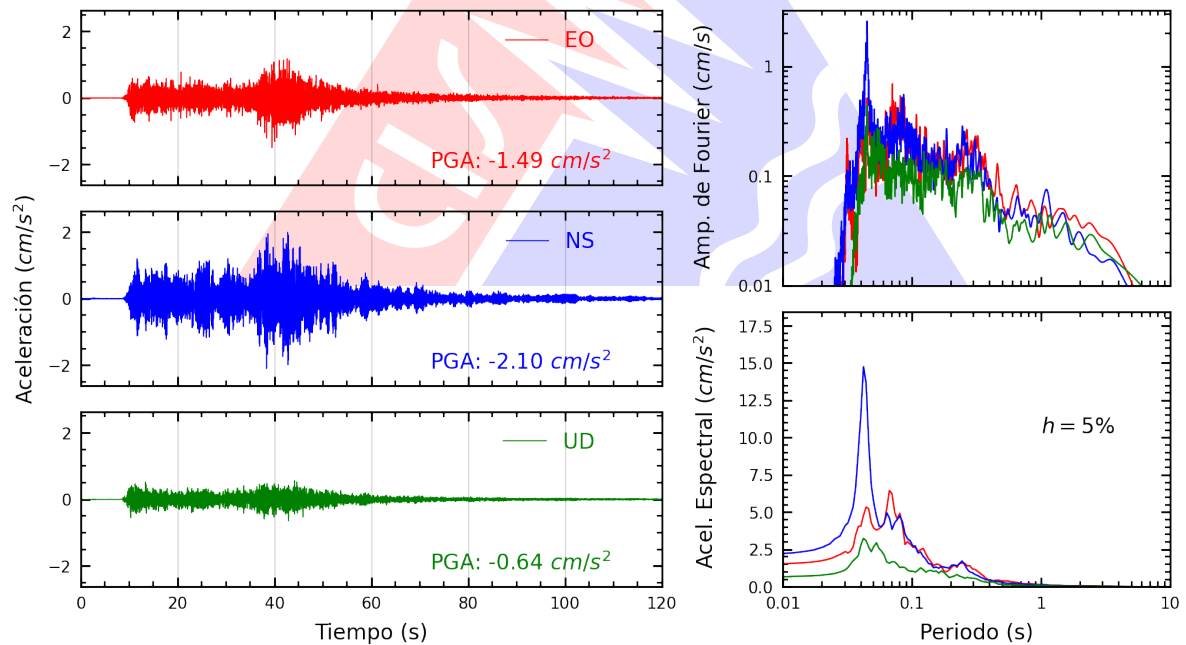 Aceleración (cm/s²)
2
0
−2
EO
PGA: -1.49 cm/s²
2
0
−2
NS
PGA: -2.10 cm/s²
2
0
−2
UD
PGA: -0.64 cm/s²
0 20 40 60 80 100 120
Tiempo (s)
Amp. de Fourier (cm/s)
1
0.1
0.01
Acel. Espectral (cm/s²)
17.5
15.0
12.5
10.0
7.5
5.0
2.5
0.0
h = 5%
0.01 0.1 1 10
Periodo (s)